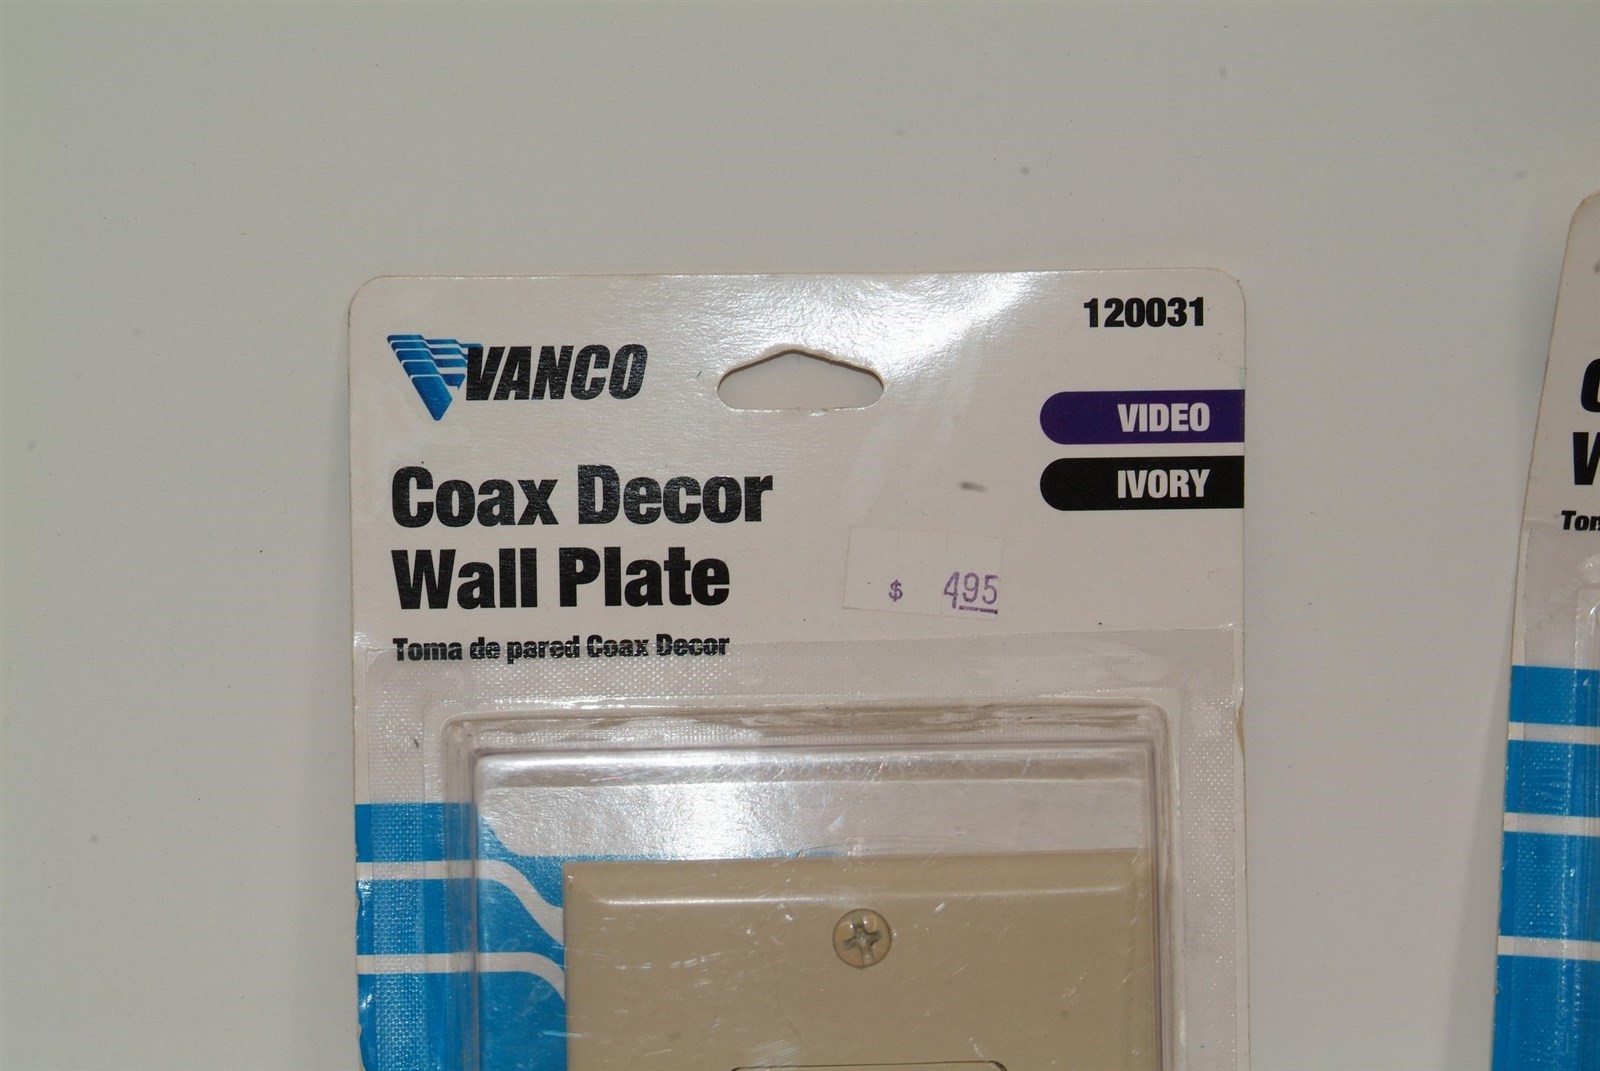 120031
VANCO
VIDEO
IVORY
Coax Decor
Wall Plate
$ 495
Toma de pared Coax Decor